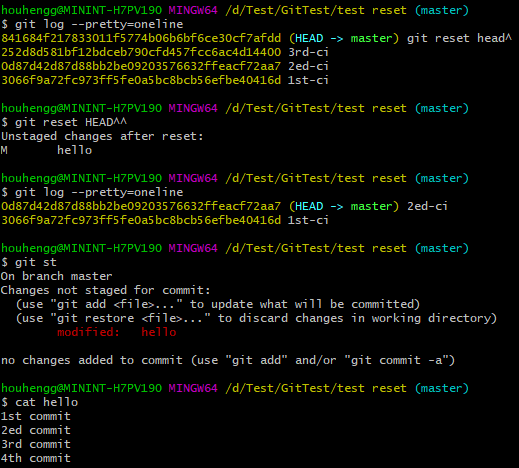 houhengg@MININT-H7PV190 MINGW64 /d/Test/GitTest/test reset (master)
$ git log --pretty=oneline
841684f217833011f5774b06b6bf6ce30cf7afdd (HEAD -> master) git reset head^
252d8d581bf12bdceb790cfd457fcc6ac4d14400 3rd-ci
0d87d42d87d88bb2be09203576632ffeacf72aa7 2ed-ci
3066f9a72fc973ff5fe0a5bc8bcb56efbe40416d 1st-ci
houhengg@MININT-H7PV190 MINGW64 /d/Test/GitTest/test reset (master)
$ git reset HEAD^^
Unstaged changes after reset:
M       hello
houhengg@MININT-H7PV190 MINGW64 /d/Test/GitTest/test reset (master)
$ git log --pretty=oneline
0d87d42d87d88bb2be09203576632ffeacf72aa7 (HEAD -> master) 2ed-ci
3066f9a72fc973ff5fe0a5bc8bcb56efbe40416d 1st-ci
houhengg@MININT-H7PV190 MINGW64 /d/Test/GitTest/test reset (master)
$ git st
On branch master
Changes not staged for commit:
  (use "git add <file>..." to update what will be committed)
  (use "git restore <file>..." to discard changes in working directory)
        modified:   hello
no changes added to commit (use "git add" and/or "git commit -a")
houhengg@MININT-H7PV190 MINGW64 /d/Test/GitTest/test reset (master)
$ cat hello
1st commit
2ed commit
3rd commit
4th commit